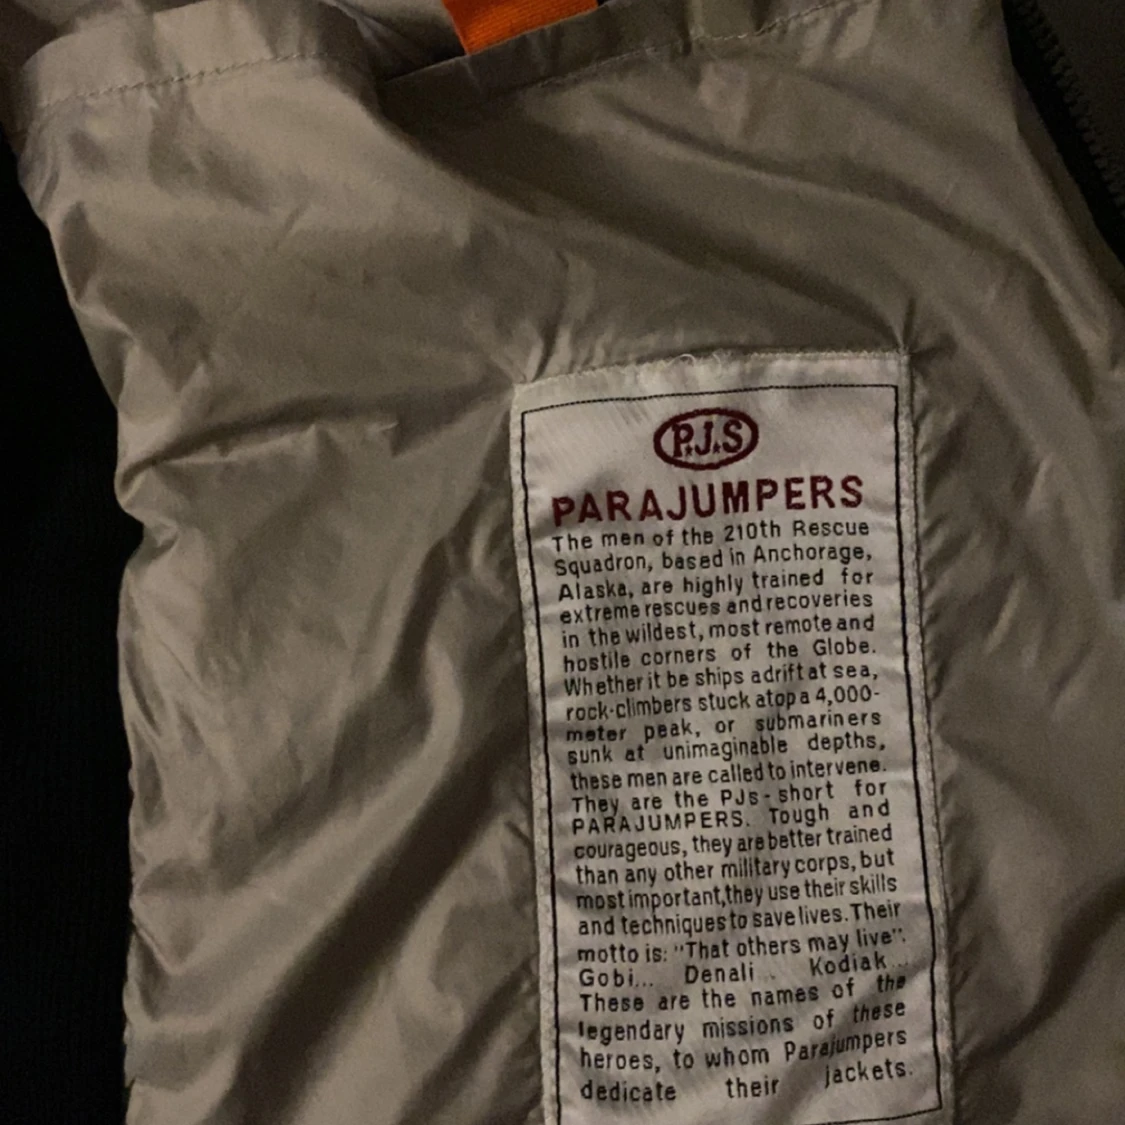 P.J.S
PARAJUMPERS
The men of the 210th Rescue
Squadron, based in Anchorage,
Alaska, are highly trained for
extreme rescues and recoveries
in the wildest, most remote and
hostile corners of the Globe.
Whether it be ships adrift at sea,
rock-climbers stuck atop a 4,000-
meter peak, or submariners
sunk at unimaginable depths,
these men are called to intervene.
They are the PJs - short for
PARAJUMPERS. Tough and
courageous, they are better trained
than any other military corps, but
most important,they use their skills
and techniques to save lives. Their
motto is: "That others may live".
Gobi... Denali... Kodiak...
These are the names of the
legendary missions of these
heroes, to whom Parajumpers
dedicate their jackets.